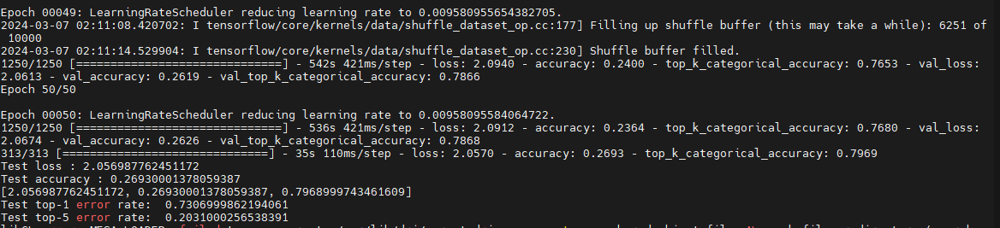 Epoch 00049: LearningRateScheduler reducing learning rate to 0.009580955654382705.
2024-03-07 02:11:08.420702: I tensorflow/core/kernels/data/shuffle_dataset_op.cc:177] Filling up shuffle buffer (this may take a while): 6251 of
10000
2024-03-07 02:11:14.529904: I tensorflow/core/kernels/data/shuffle_dataset_op.cc:230] Shuffle buffer filled.
1250/1250 [==============================] - 542s 421ms/step - loss: 2.0940 - accuracy: 0.2400 - top_k_categorical_accuracy: 0.7653 - val_loss:
2.0613 - val_accuracy: 0.2619 - val_top_k_categorical_accuracy: 0.7866
Epoch 50/50
Epoch 00050: LearningRateScheduler reducing learning rate to 0.00958095584064722.
1250/1250 [==============================] - 536s 421ms/step - loss: 2.0912 - accuracy: 0.2364 - top_k_categorical_accuracy: 0.7680 - val_loss:
2.0674 - val_accuracy: 0.2626 - val_top_k_categorical_accuracy: 0.7868
313/313 [==============================] - 35s 110ms/step - loss: 2.0570 - accuracy: 0.2693 - top_k_categorical_accuracy: 0.7969
Test loss : 2.056987762451172
Test accuracy : 0.26930001378059387
[2.056987762451172, 0.26930001378059387, 0.7968999743461609]
Test top-1 error rate:  0.7306999862194061
Test top-5 error rate:  0.2031000256538391